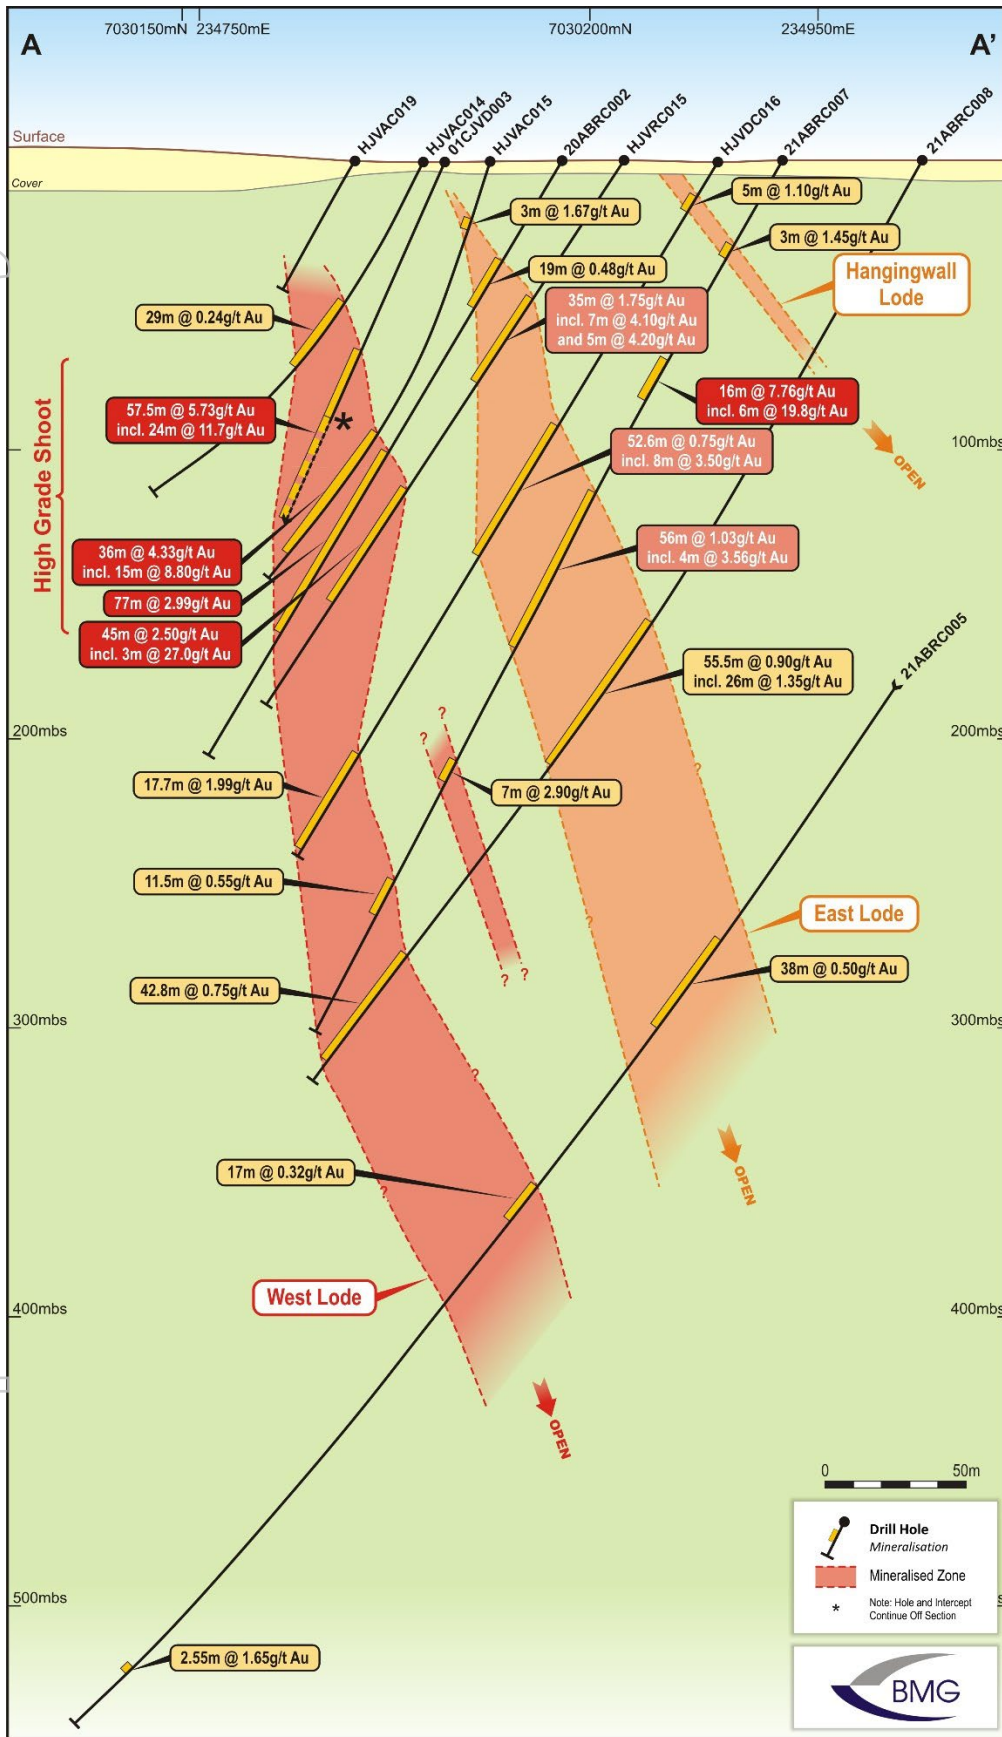 7030150mN
234750mE
7030200mN
234950mE
A
A'
HJVAC019
HJVAC014
01CJVD003
HJVAC015
20ABRC002
HJVRC015
HJVDC016
21ABRC007
21ABRC008
Surface
Cover
5m @ 1.10g/t Au
3m @ 1.67g/t Au
3m @ 1.45g/t Au
19m @ 0.48g/t Au
Hangingwall
Lode
29m @ 0.24g/t Au
35m @ 1.75g/t Au
incl. 7m @ 4.10g/t Au
and 5m @ 4.20g/t Au
16m @ 7.76g/t Au
incl. 6m @ 19.8g/t Au
57.5m @ 5.73g/t Au
incl. 24m @ 11.7g/t Au
*
High Grade Shoot
52.6m @ 0.75g/t Au
incl. 8m @ 3.50g/t Au
100mbs
OPEN
36m @ 4.33g/t Au
incl. 15m @ 8.80g/t Au
56m @ 1.03g/t Au
incl. 4m @ 3.56g/t Au
77m @ 2.99g/t Au
45m @ 2.50g/t Au
incl. 3m @ 27.0g/t Au
55.5m @ 0.90g/t Au
incl. 26m @ 1.35g/t Au
21ABRC005
200mbs
200mbs
?
?
?
17.7m @ 1.99g/t Au
7m @ 2.90g/t Au
11.5m @ 0.55g/t Au
East Lode
?
38m @ 0.50g/t Au
?
?
42.8m @ 0.75g/t Au
300mbs
300mbs
?
17m @ 0.32g/t Au
?
OPEN
West Lode
400mbs
400mbs
OPEN
0
50m
Drill Hole
Mineralisation
Mineralised Zone
*
Note: Hole and Intercept
Continue Off Section
500mbs
s
2.55m @ 1.65g/t Au
BMG